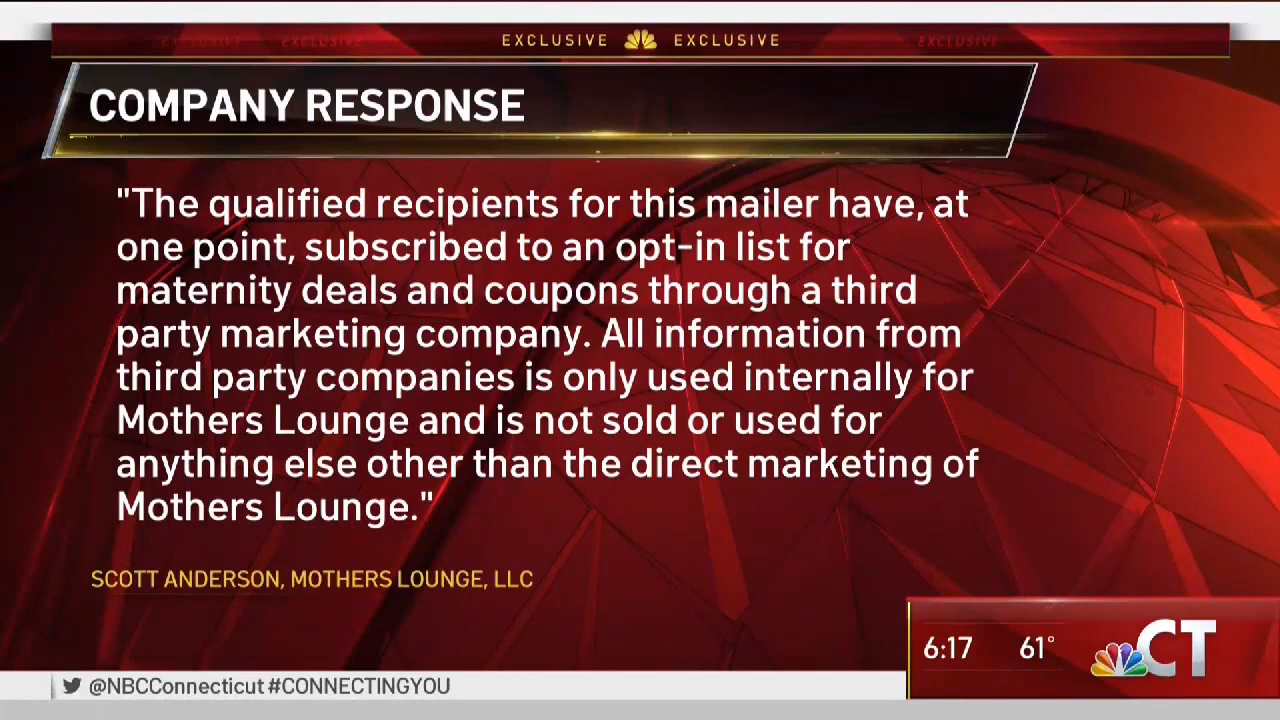 EXCLUSIVE EXCLUSIVE EXCLUSIVE EXCLUSIVE EXCLUSIVE
COMPANY RESPONSE
"The qualified recipients for this mailer have, at
one point, subscribed to an opt-in list for
maternity deals and coupons through a third
party marketing company. All information from
third party companies is only used internally for
Mothers Lounge and is not sold or used for
anything else other than the direct marketing of
Mothers Lounge."
SCOTT ANDERSON, MOTHERS LOUNGE, LLC
6:17 61° CT
@NBCConnecticut #CONNECTINGYOU